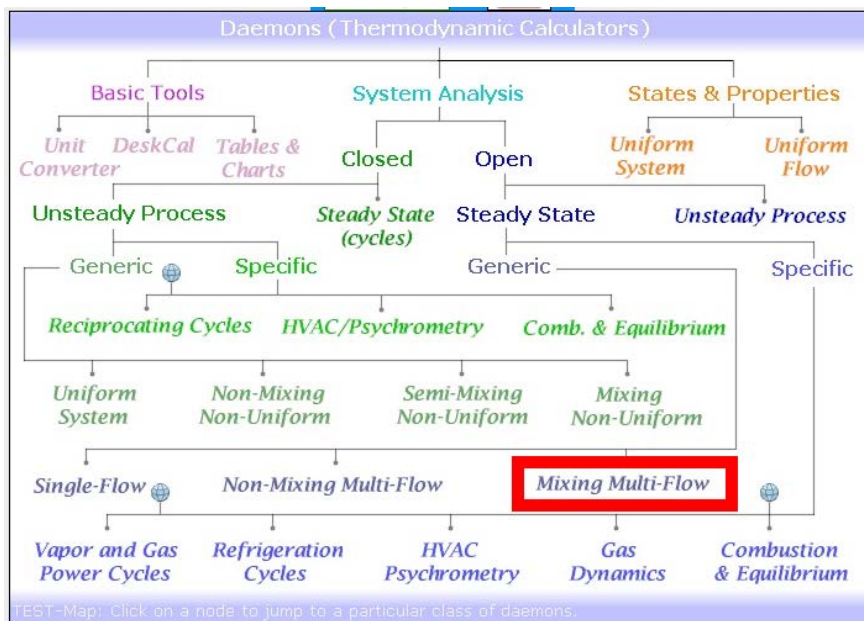 Daemons (Thermodynamic Calculators)
Basic Tools
System Analysis
States & Properties
Unit
Converter
DeskCal
Tables &
Charts
Closed
Open
Uniform
System
Uniform
Flow
Unsteady Process
Steady State
(cycles)
Steady State
Unsteady Process
Generic
Specific
Generic
Specific
Reciprocating Cycles
HVAC/Psychrometry
Comb. & Equilibrium
Uniform
System
Non-Mixing
Non-Uniform
Semi-Mixing
Non-Uniform
Mixing
Non-Uniform
Single-Flow
Non-Mixing Multi-Flow
Mixing Multi-Flow
Vapor and Gas
Power Cycles
Refrigeration
Cycles
HVAC
Psychrometry
Gas
Dynamics
Combustion
& Equilibrium
TEST-Map: Click on a node to jump to a particular class of daemons.